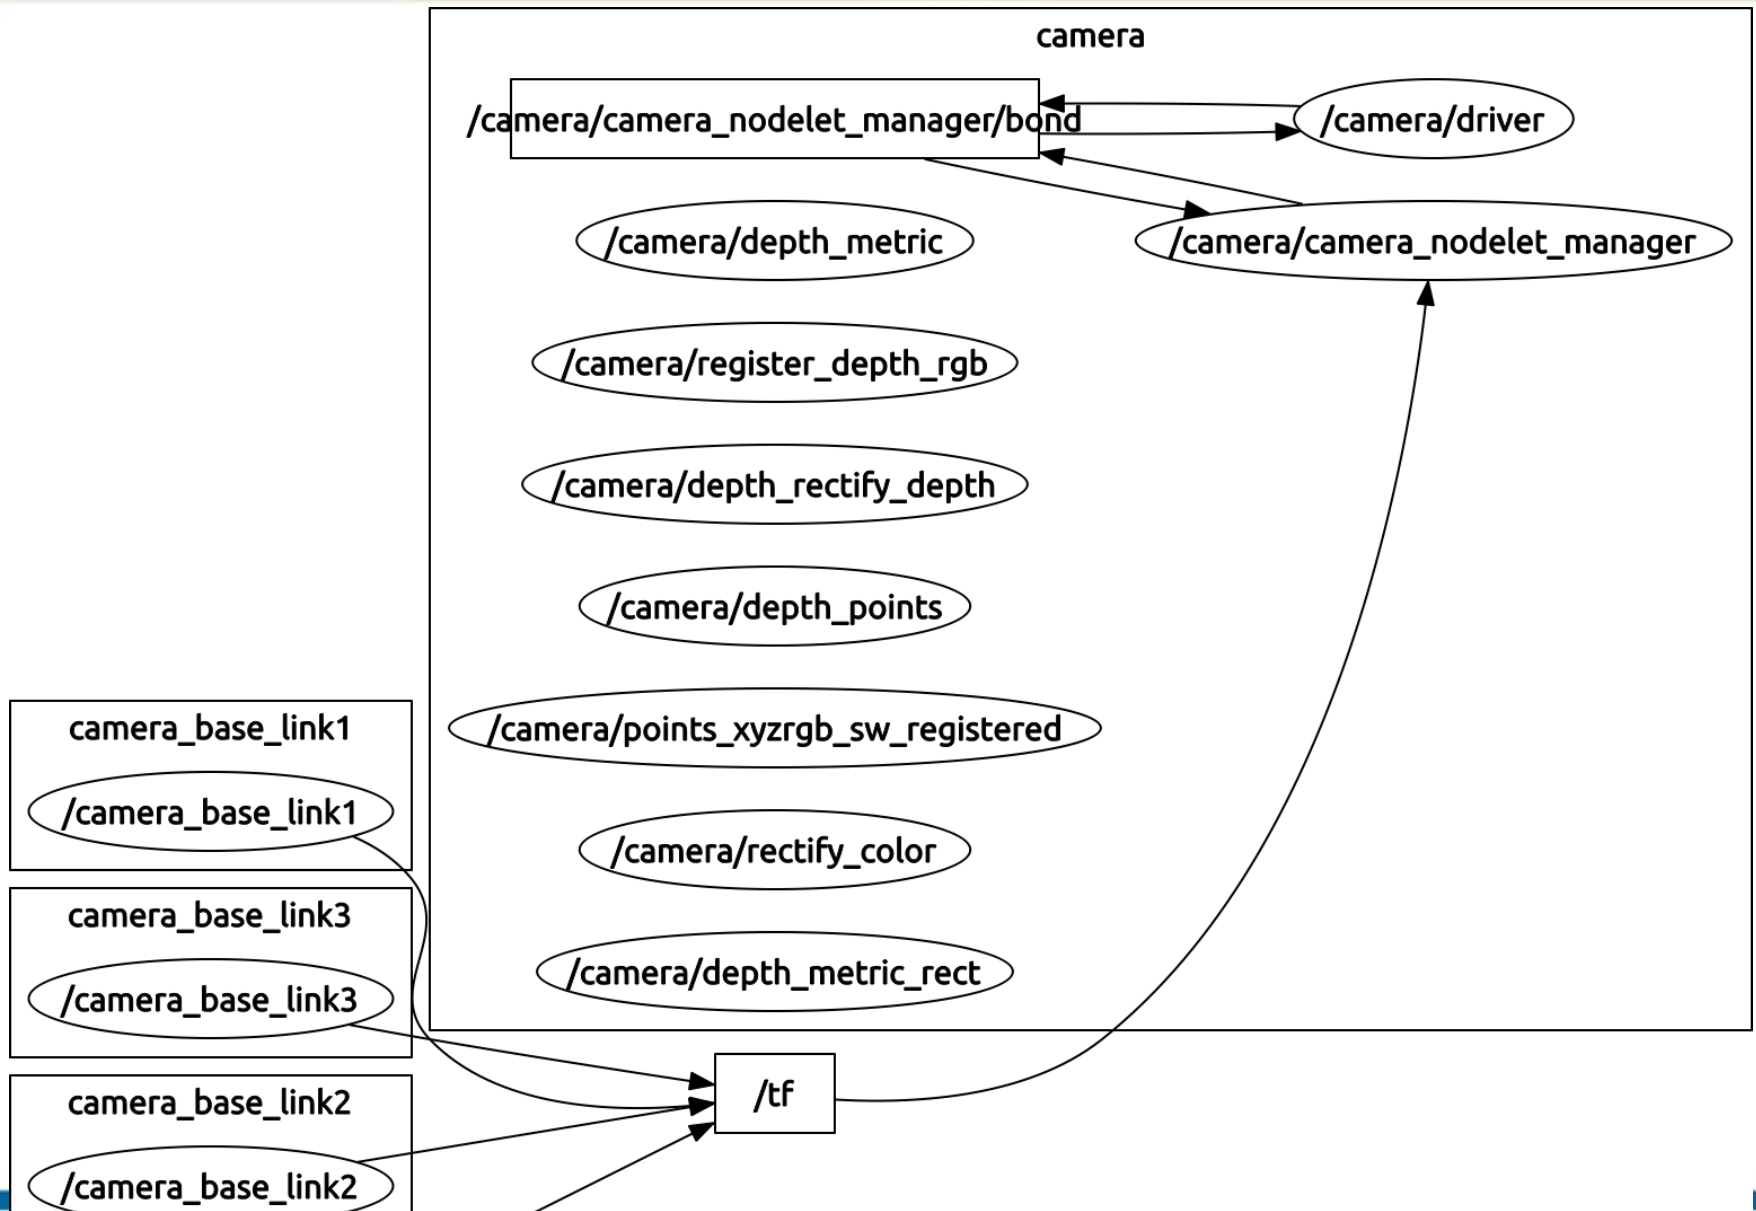 camera
/camera/camera_nodelet_manager/bond
/camera/driver
/camera/depth_metric
/camera/camera_nodelet_manager
/camera/register_depth_rgb
/camera/depth_rectify_depth
/camera/depth_points
/camera/points_xyzrgb_sw_registered
/camera/rectify_color
/camera/depth_metric_rect
camera_base_link1
/camera_base_link1
camera_base_link3
/camera_base_link3
camera_base_link2
/camera_base_link2
/tf